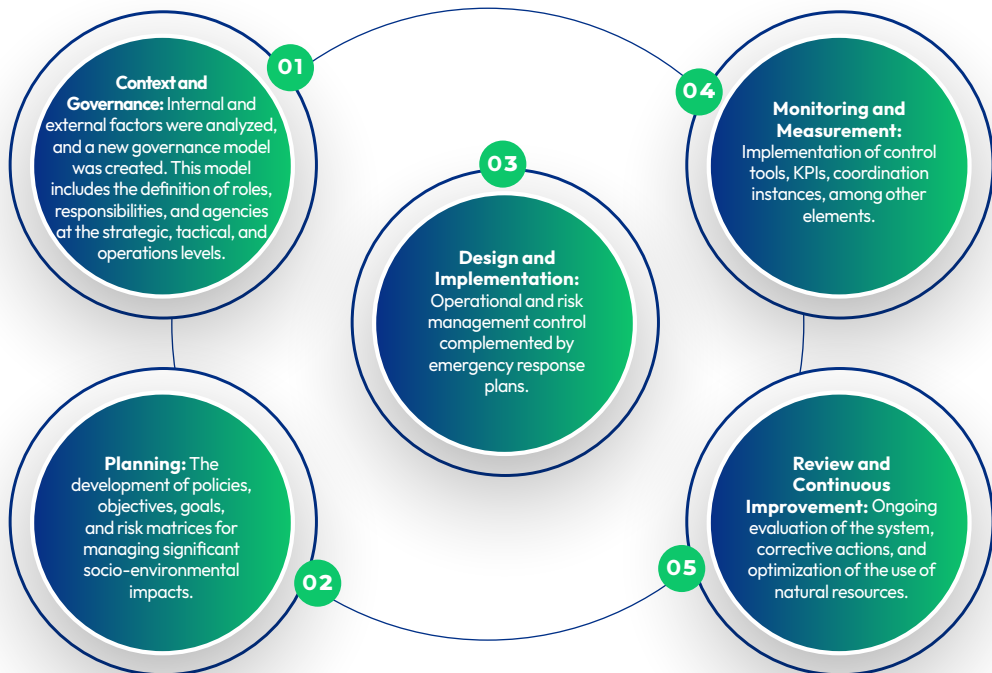 01
Context and
Governance: Internal and
external factors were analyzed,
and a new governance model
was created. This model
includes the definition of roles,
responsibilities, and agencies
at the strategic, tactical, and
operations levels.
02
Planning: The
development of policies,
objectives, goals,
and risk matrices for
managing significant
socio-environmental
impacts.
03
Design and
Implementation:
Operational and risk
management control
complemented by
emergency response
plans.
04
Monitoring and
Measurement:
Implementation of control
tools, KPIs, coordination
instances, among other
elements.
05
Review and
Continuous
Improvement: Ongoing
evaluation of the system,
corrective actions, and
optimization of the use of
natural resources.